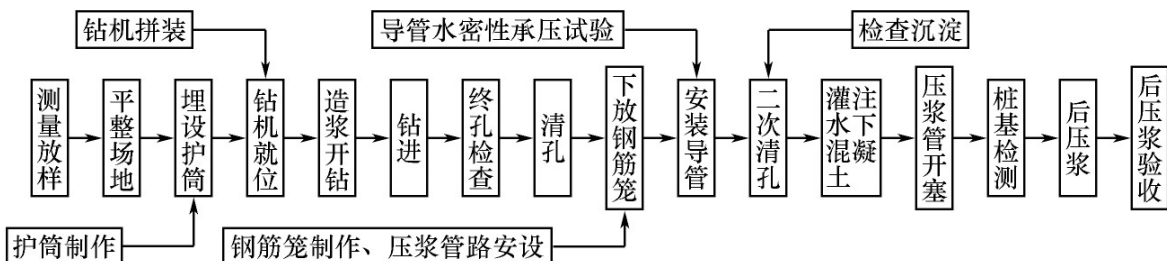 钻机拼装
导管水密性承压试验
检查沉淀
测量放样
平整场地
埋设护筒
钻机就位
造浆开钻
钻进
终孔检查
清孔
下放钢筋笼
安装导管
二次清孔
灌注水下混凝土
压浆管开塞
桩基检测
后压浆
后压浆验收
护筒制作
钢筋笼制作、压浆管路安设